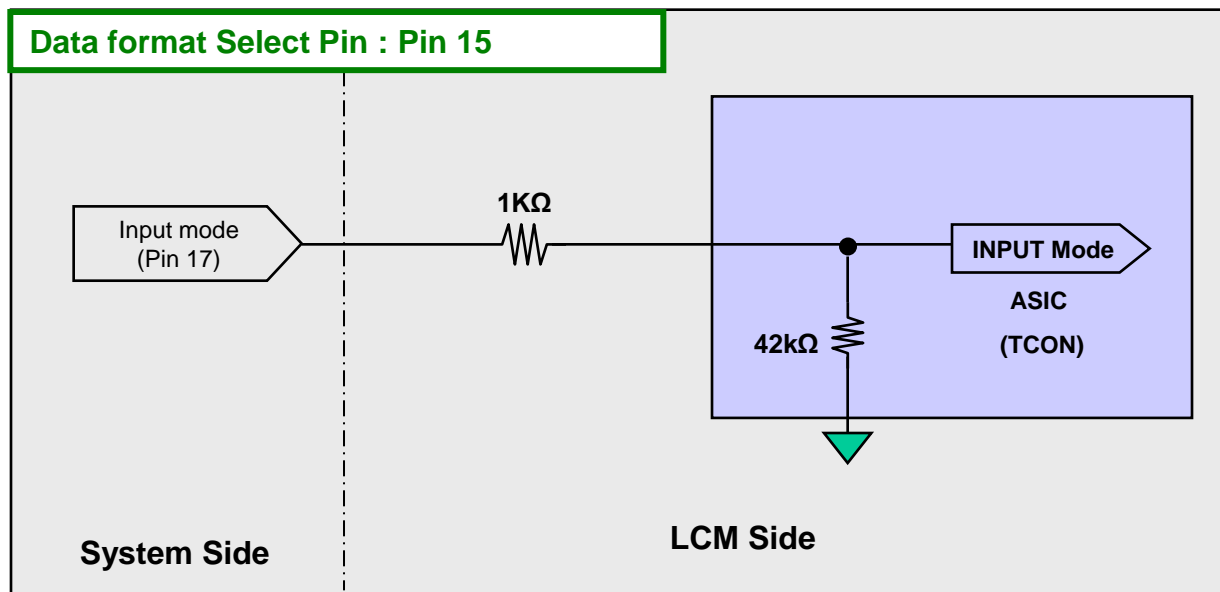 Data format Select Pin : Pin 15
1KΩ
Input mode
(Pin 17)
INPUT Mode
ASIC
42kΩ
(TCON)
System Side
LCM Side